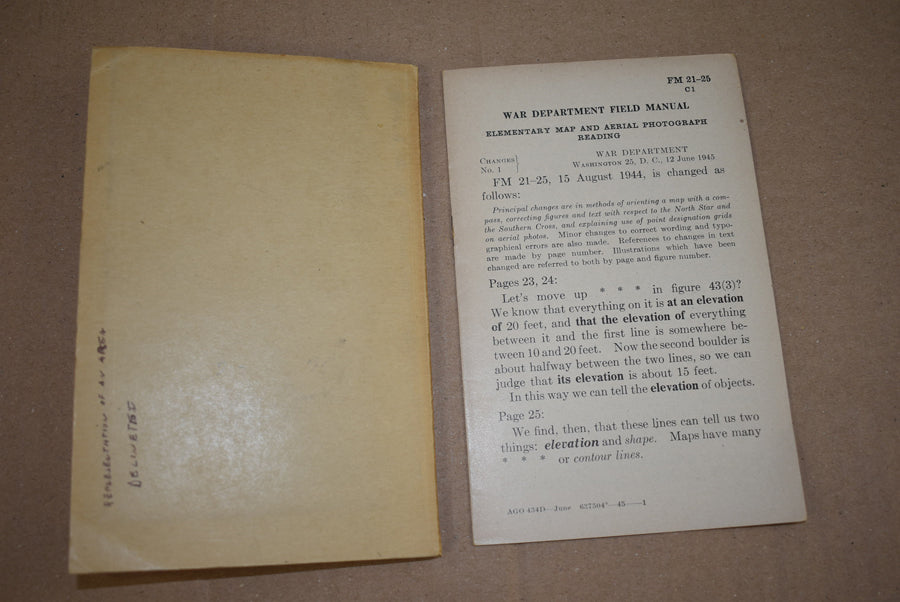 REPRESENTATION OF AN AREA
DELINETED
FM 21–25
C1
WAR DEPARTMENT FIELD MANUAL
ELEMENTARY MAP AND AERIAL PHOTOGRAPH
READING
CHANGES
No. 1
WAR DEPARTMENT
WASHINGTON 25, D. C., 12 June 1945
FM 21–25, 15 August 1944, is changed as
follows:
Principal changes are in methods of orienting a map with a com-
pass, correcting figures and text with respect to the North Star and
the Southern Cross, and explaining use of point designation grids
on aerial photos. Minor changes to correct wording and typo-
graphical errors are also made. References to changes in text
are made by page number. Illustrations which have been
changed are referred to both by page and figure number.
Pages 23, 24:
Let's move up * * * in figure 43(3)?
We know that everything on it is at an elevation
of 20 feet, and that the elevation of everything
between it and the first line is somewhere be-
tween 10 and 20 feet. Now the second boulder is
about halfway between the two lines, so we can
judge that its elevation is about 15 feet.
In this way we can tell the elevation of objects.
Page 25:
We find, then, that these lines can tell us two
things: elevation and shape. Maps have many
* * * or contour lines.
AGO 434D—June 637504°—45——1